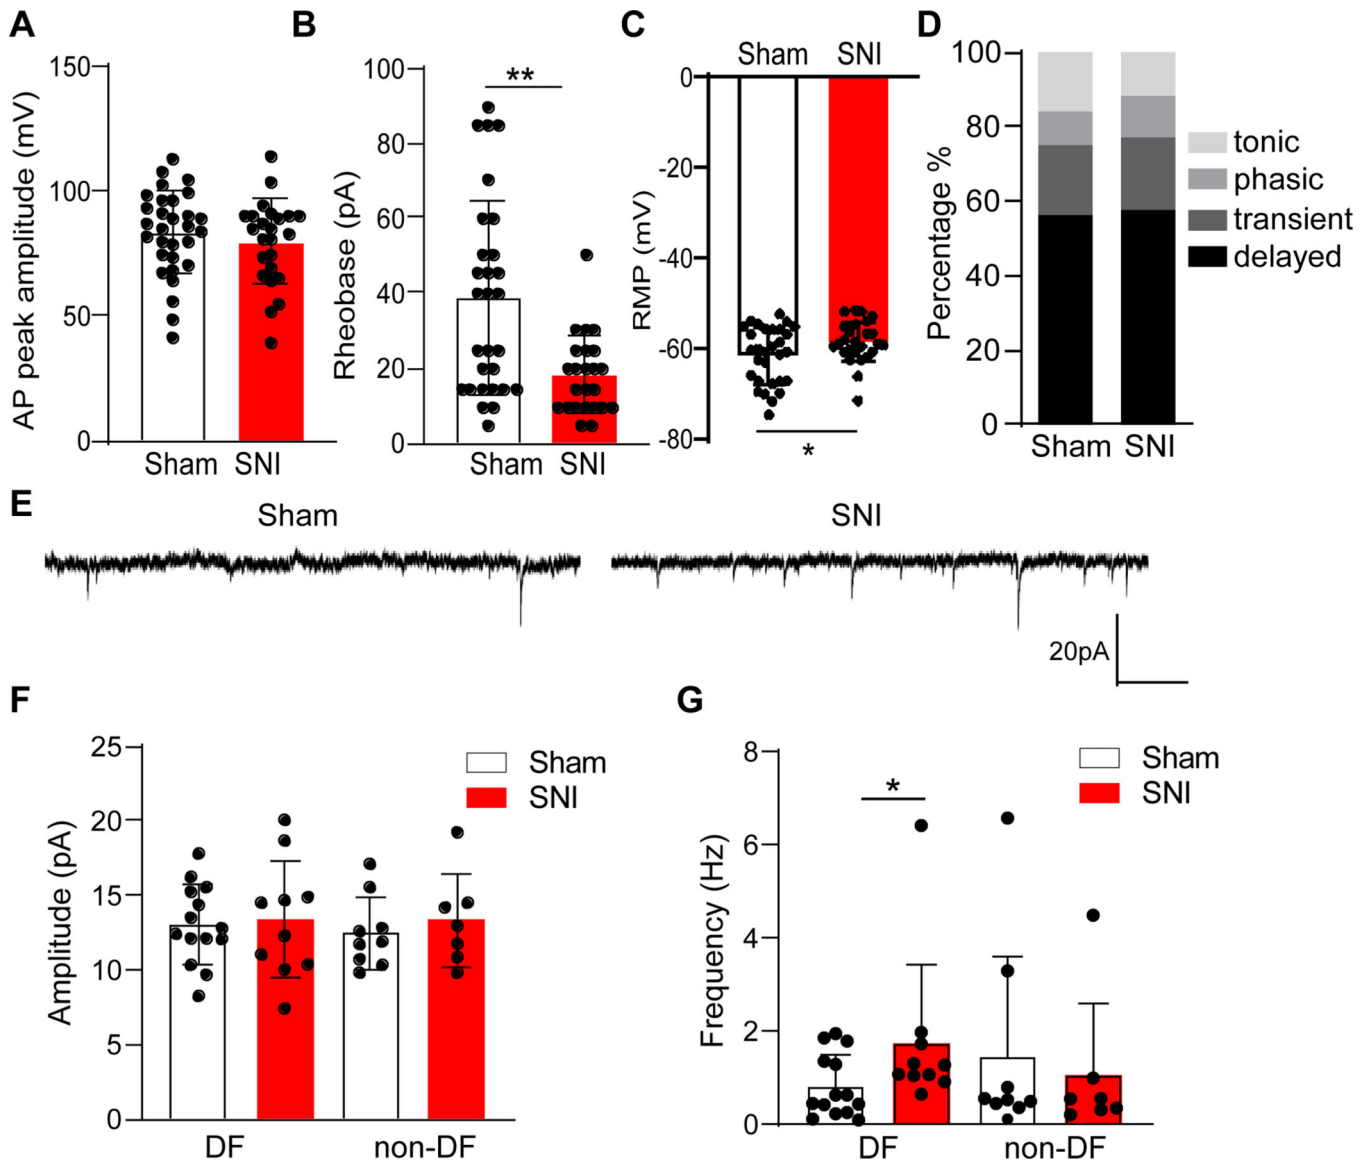 A
AP peak amplitude (mV)
150
100
50
0
Sham SNI
B
**
Rheobase (pA)
100
80
60
40
20
0
Sham SNI
C
Sham SNI
RMP (mV)
0
-20
-40
-60
-80
*
D
Percentage %
100
80
60
40
20
0
Sham SNI
tonic
phasic
transient
delayed
E
Sham
SNI
20pA
F
Amplitude (pA)
25
20
15
10
5
0
DF non-DF
Sham
SNI
G
*
Frequency (Hz)
8
6
4
2
0
DF non-DF
Sham
SNI